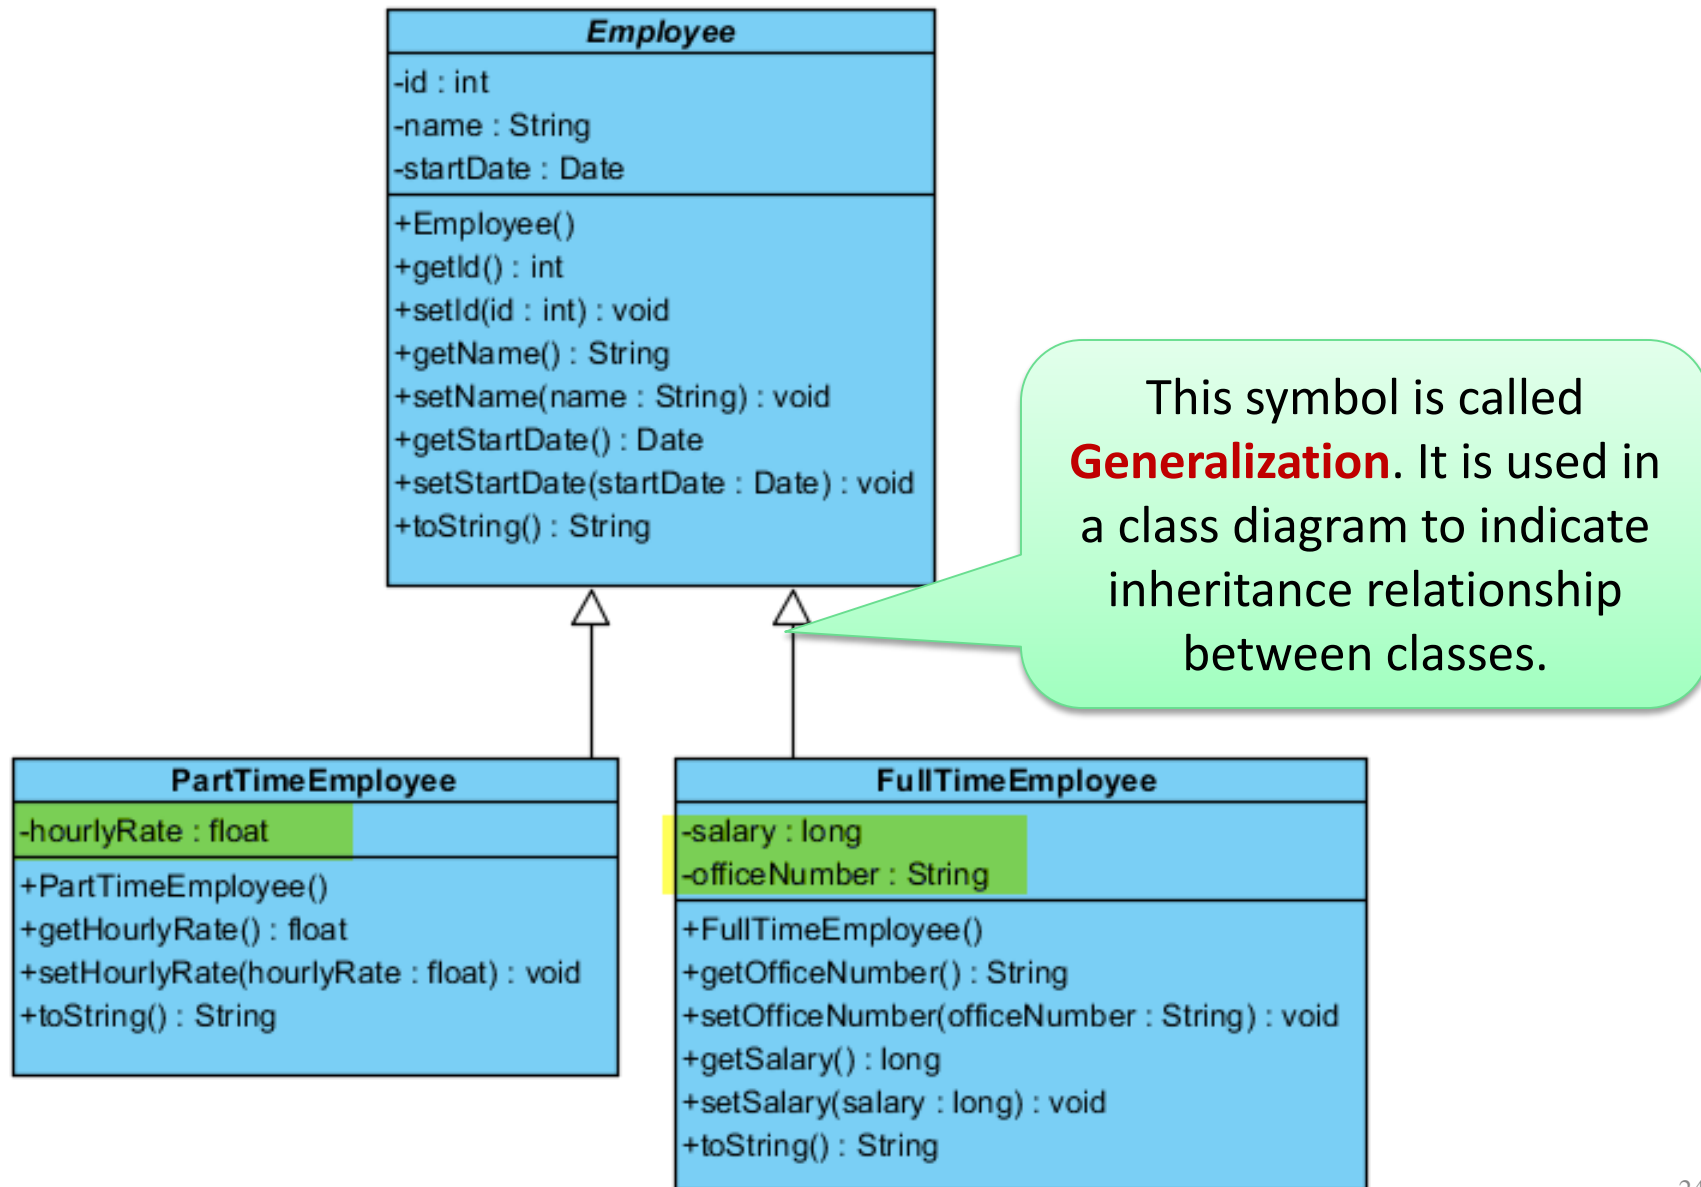 Employee
-id : int
-name : String
-startDate : Date
+Employee()
+getId() : int
+setId(id : int) : void
+getName() : String
+setName(name : String) : void
+getStartDate() : Date
+setStartDate(startDate : Date) : void
+toString() : String
This symbol is called
Generalization. It is used in
a class diagram to indicate
inheritance relationship
between classes.
PartTimeEmployee
-hourlyRate : float
+PartTimeEmployee()
+getHourlyRate() : float
+setHourlyRate(hourlyRate : float) : void
+toString() : String
FullTimeEmployee
-salary : long
-officeNumber : String
+FullTimeEmployee()
+getOfficeNumber() : String
+setOfficeNumber(officeNumber : String) : void
+getSalary() : long
+setSalary(salary : long) : void
+toString() : String